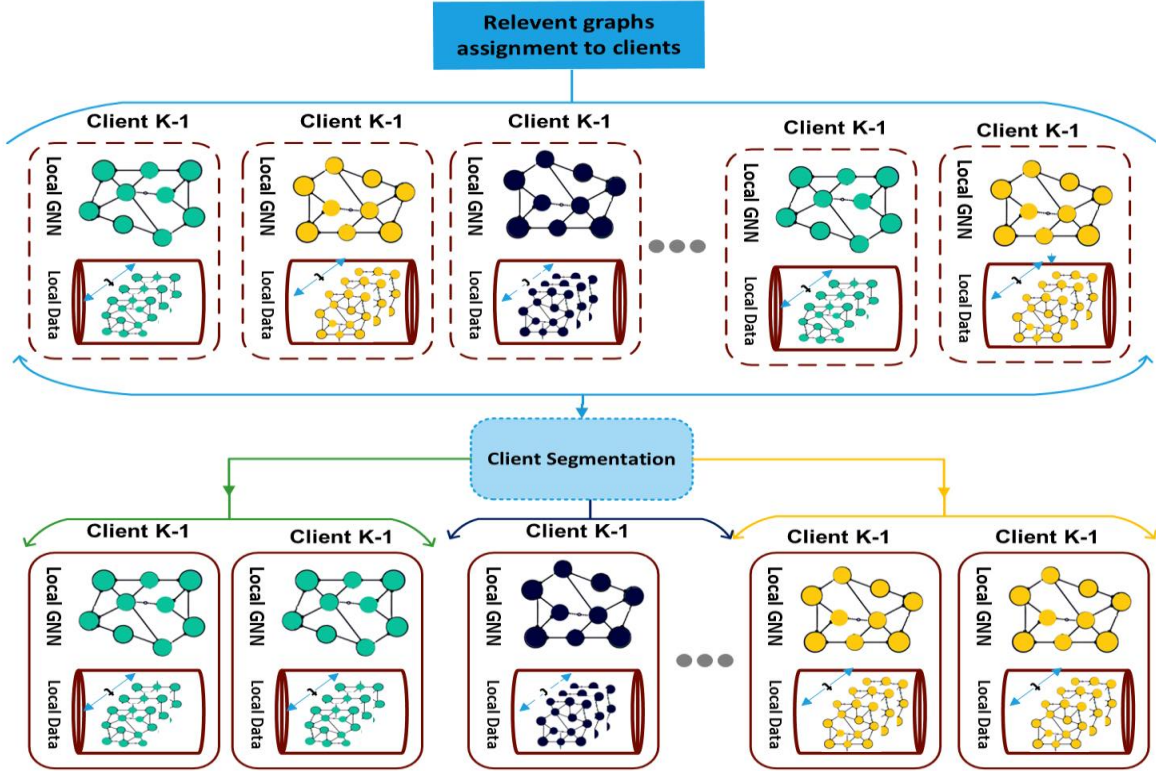 Relevent graphs
assignment to clients
Client K-1
Client K-1
Client K-1
Client K-1
Client K-1
Local GNN
Local Data
Local GNN
Local Data
Local GNN
Local Data
Local GNN
Local Data
Local GNN
Local Data
Client Segmentation
Client K-1
Client K-1
Client K-1
Client K-1
Client K-1
Local GNN
Local Data
Local GNN
Local Data
Local GNN
Local Data
Local GNN
Local Data
Local GNN
Local Data